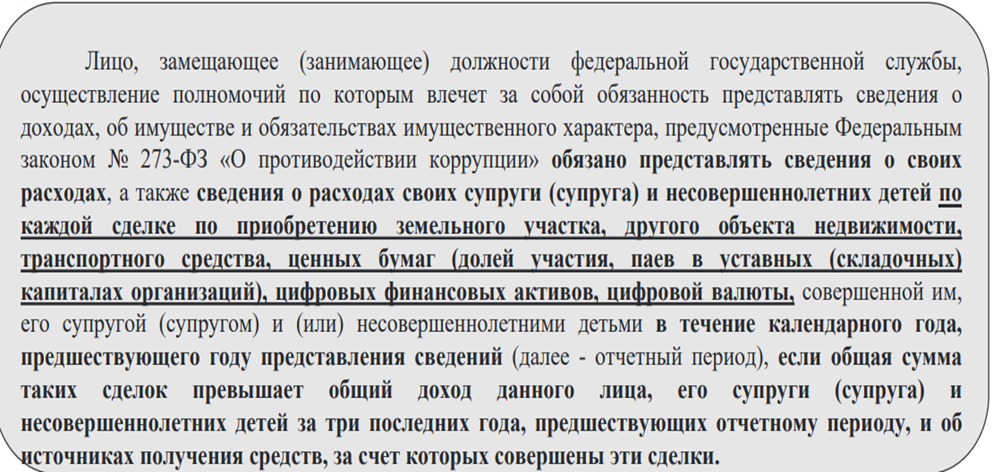 Лицо, замещающее (занимающее) должности федеральной государственной службы,
осуществление полномочий по которым влечет за собой обязанность представлять сведения о
доходах, об имуществе и обязательствах имущественного характера, предусмотренные Федеральным
законом № 273-ФЗ «О противодействии коррупции» обязано представлять сведения о своих
расходах, а также сведения о расходах своих супруги (супруга) и несовершеннолетних детей по
каждой сделке по приобретению земельного участка, другого объекта недвижимости,
транспортного средства, ценных бумаг (долей участия, паев в уставных (складочных)
капиталах организаций), цифровых финансовых активов, цифровой валюты, совершенной им,
его супругой (супругом) и (или) несовершеннолетними детьми в течение календарного года,
предшествующего году представления сведений (далее - отчетный период), если общая сумма
таких сделок превышает общий доход данного лица, его супруги (супруга) и
несовершеннолетних детей за три последних года, предшествующих отчетному периоду, и об
источниках получения средств, за счет которых совершены эти сделки.